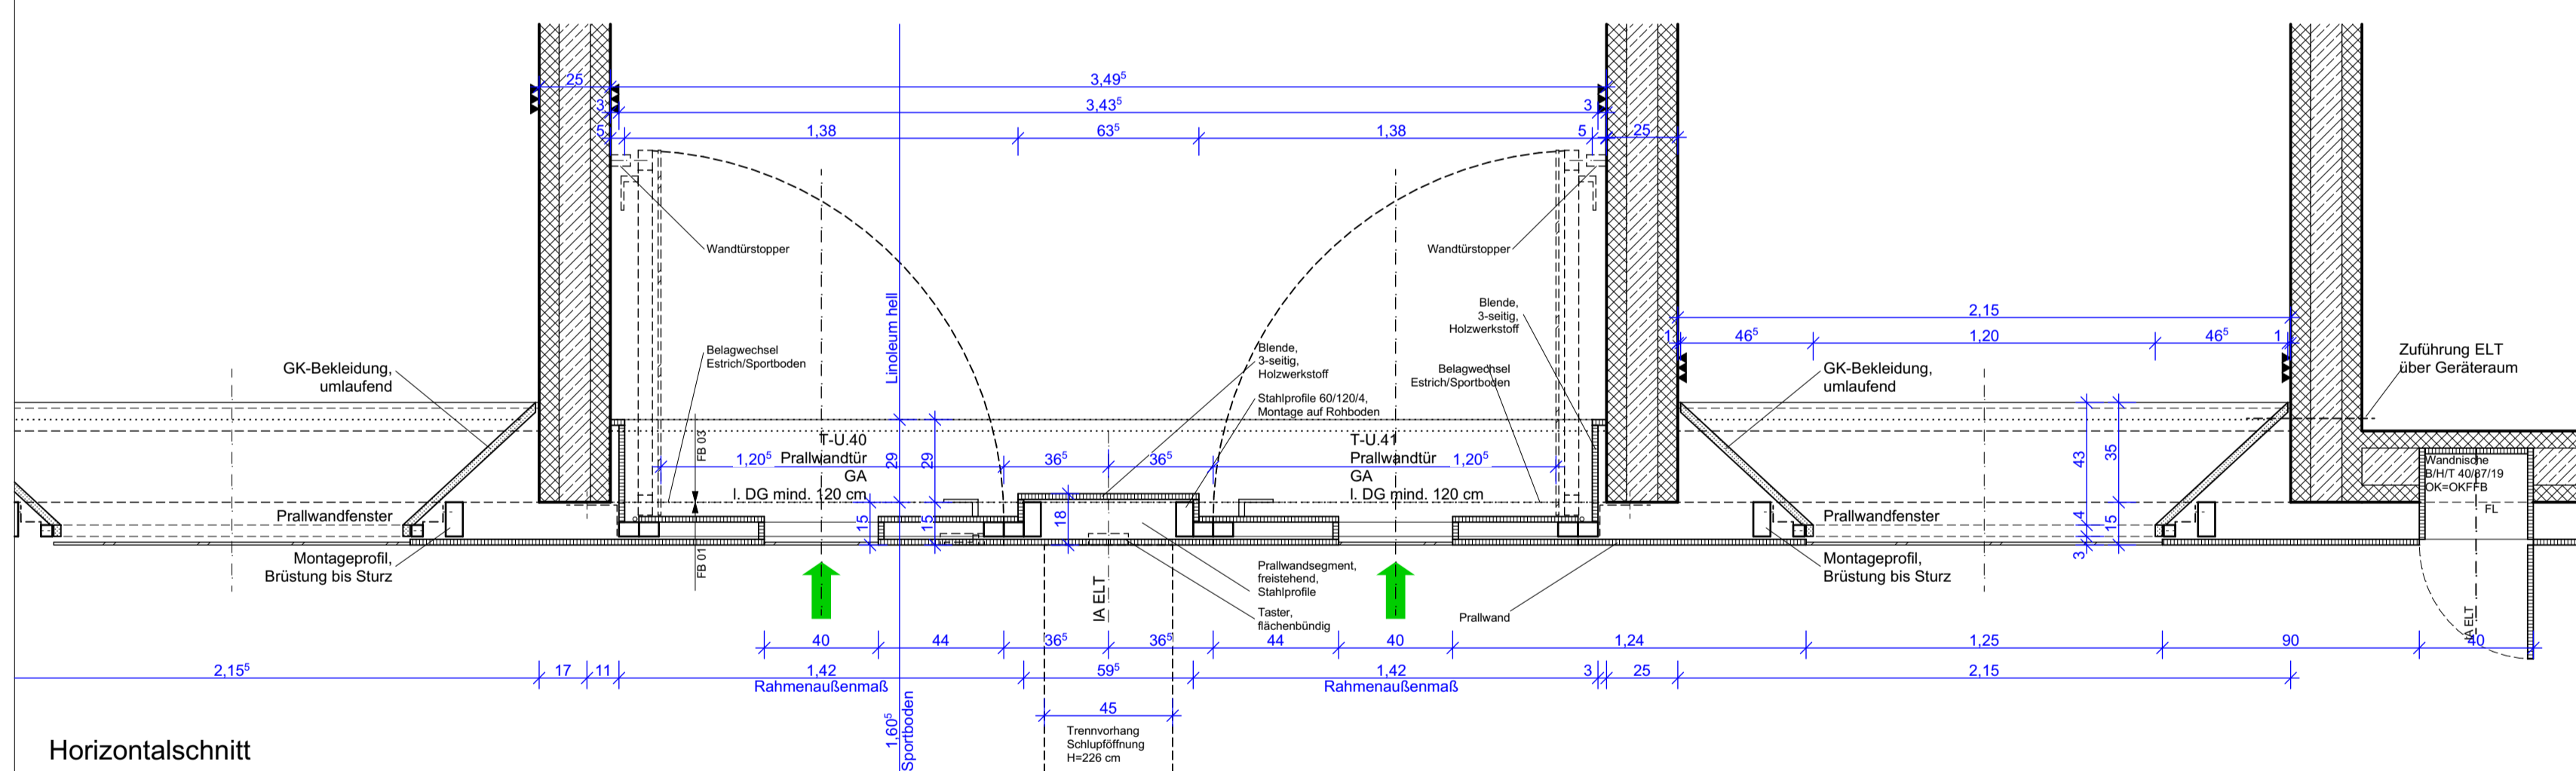 25
3,49⁵
3
3,43⁵
3
5
1,38
63⁵
1,38
5
25
Wandtürstopper
Wandtürstopper
Linoleum hell
Blende,
3-seitig,
Holzwerkstoff
2,15
1
46⁵
1,20
46⁵
1
Zuführung ELT
über Geräteraum
GK-Bekleidung,
umlaufend
Belagwechsel
Estrich/Sportboden
Blende,
3-seitig,
Holzwerkstoff
Belagwechsel
Estrich/Sportboden
GK-Bekleidung,
umlaufend
Stahlprofile 60/120/4,
Montage auf Rohboden
FB 03
T-U.40
Prallwandtür
GA
l. DG mind. 120 cm
1,20⁵
29
29
36⁵
36⁵
T-U.41
Prallwandtür
GA
l. DG mind. 120 cm
1,20⁵
43
35
Wandnische
B/H/T 40/87/19
OK=OKFFB
FL
Prallwandfenster
15
15
18
Prallwandfenster
4
15
3
Montageprofil,
Brüstung bis Sturz
FB 01
IA ELT
Prallwandsegment,
freistehend,
Stahlprofile
Taster,
flächenbündig
Prallwand
Montageprofil,
Brüstung bis Sturz
IA ELT
40
44
36⁵
36⁵
44
40
1,24
1,25
90
40
2,15⁵
17
11
1,42
Rahmenaußenmaß
59⁵
1,42
Rahmenaußenmaß
3
25
2,15
1,60⁵
Sportboden
45
Trennvorhang
Schlupföffnung
H=226 cm
Horizontalschnitt